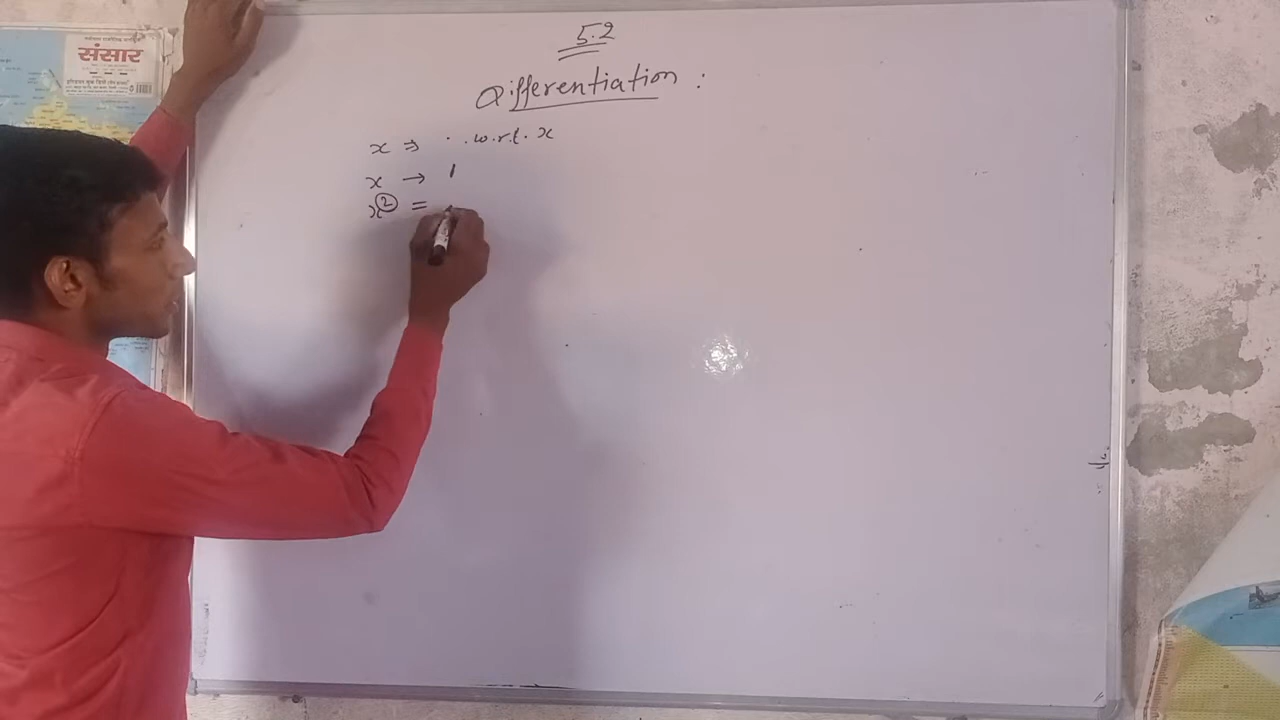 संसार
5.2
Differentiation :
x ⇒ . . w.r.t. x
x → 1
x² =